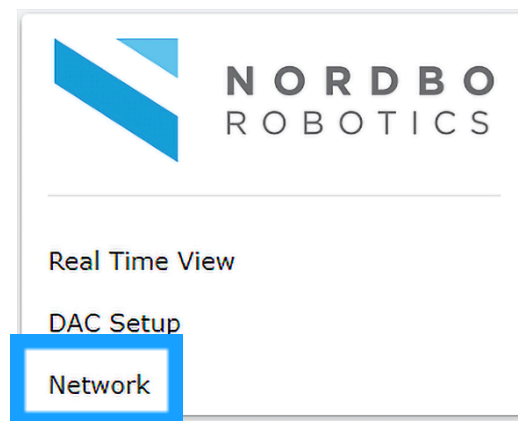 NORDBO
ROBOTICS
Real Time View
DAC Setup
Network